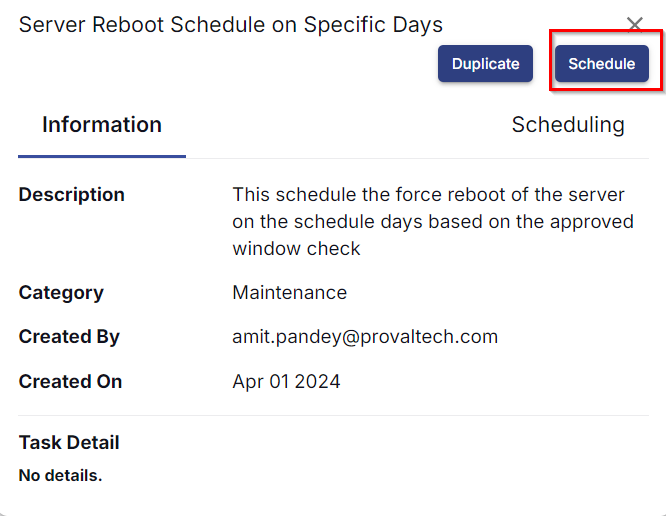 Server Reboot Schedule on Specific Days
Duplicate
Schedule
Information
Scheduling
Description
This schedule the force reboot of the server
on the schedule days based on the approved
window check
Category
Maintenance
Created By
amit.pandey@provaltech.com
Created On
Apr 01 2024
Task Detail
No details.